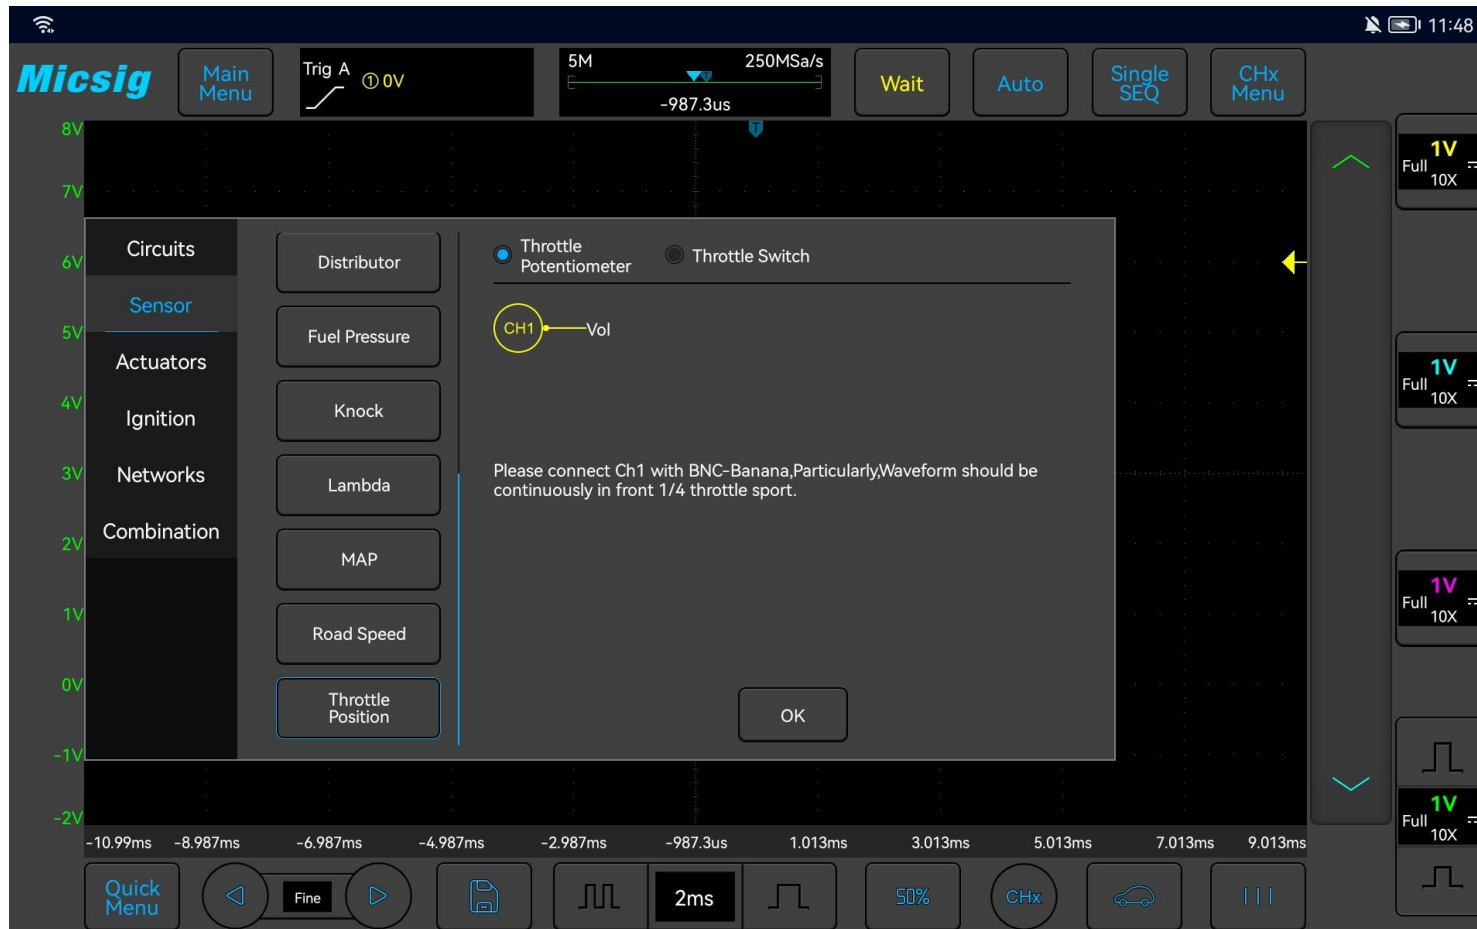 11:48
Micsig
Main
Menu
Trig A
① 0V
5M
250MSa/s
-987.3us
Wait
Auto
Single
SEQ
CHx
Menu
T
8V
7V
6V
5V
4V
3V
2V
1V
0V
-1V
-2V
Circuits
Sensor
Actuators
Ignition
Networks
Combination
Distributor
Fuel Pressure
Knock
Lambda
MAP
Road Speed
Throttle
Position
Throttle
Potentiometer
Throttle Switch
CH1
Vol
Please connect Ch1 with BNC-Banana,Particularly,Waveform should be
continuously in front 1/4 throttle sport.
OK
1V
Full
10X
1V
Full
10X
1V
Full
10X
1V
Full
10X
-10.99ms
-8.987ms
-6.987ms
-4.987ms
-2.987ms
-987.3us
1.013ms
3.013ms
5.013ms
7.013ms
9.013ms
Quick
Menu
Fine
2ms
50%
CHx